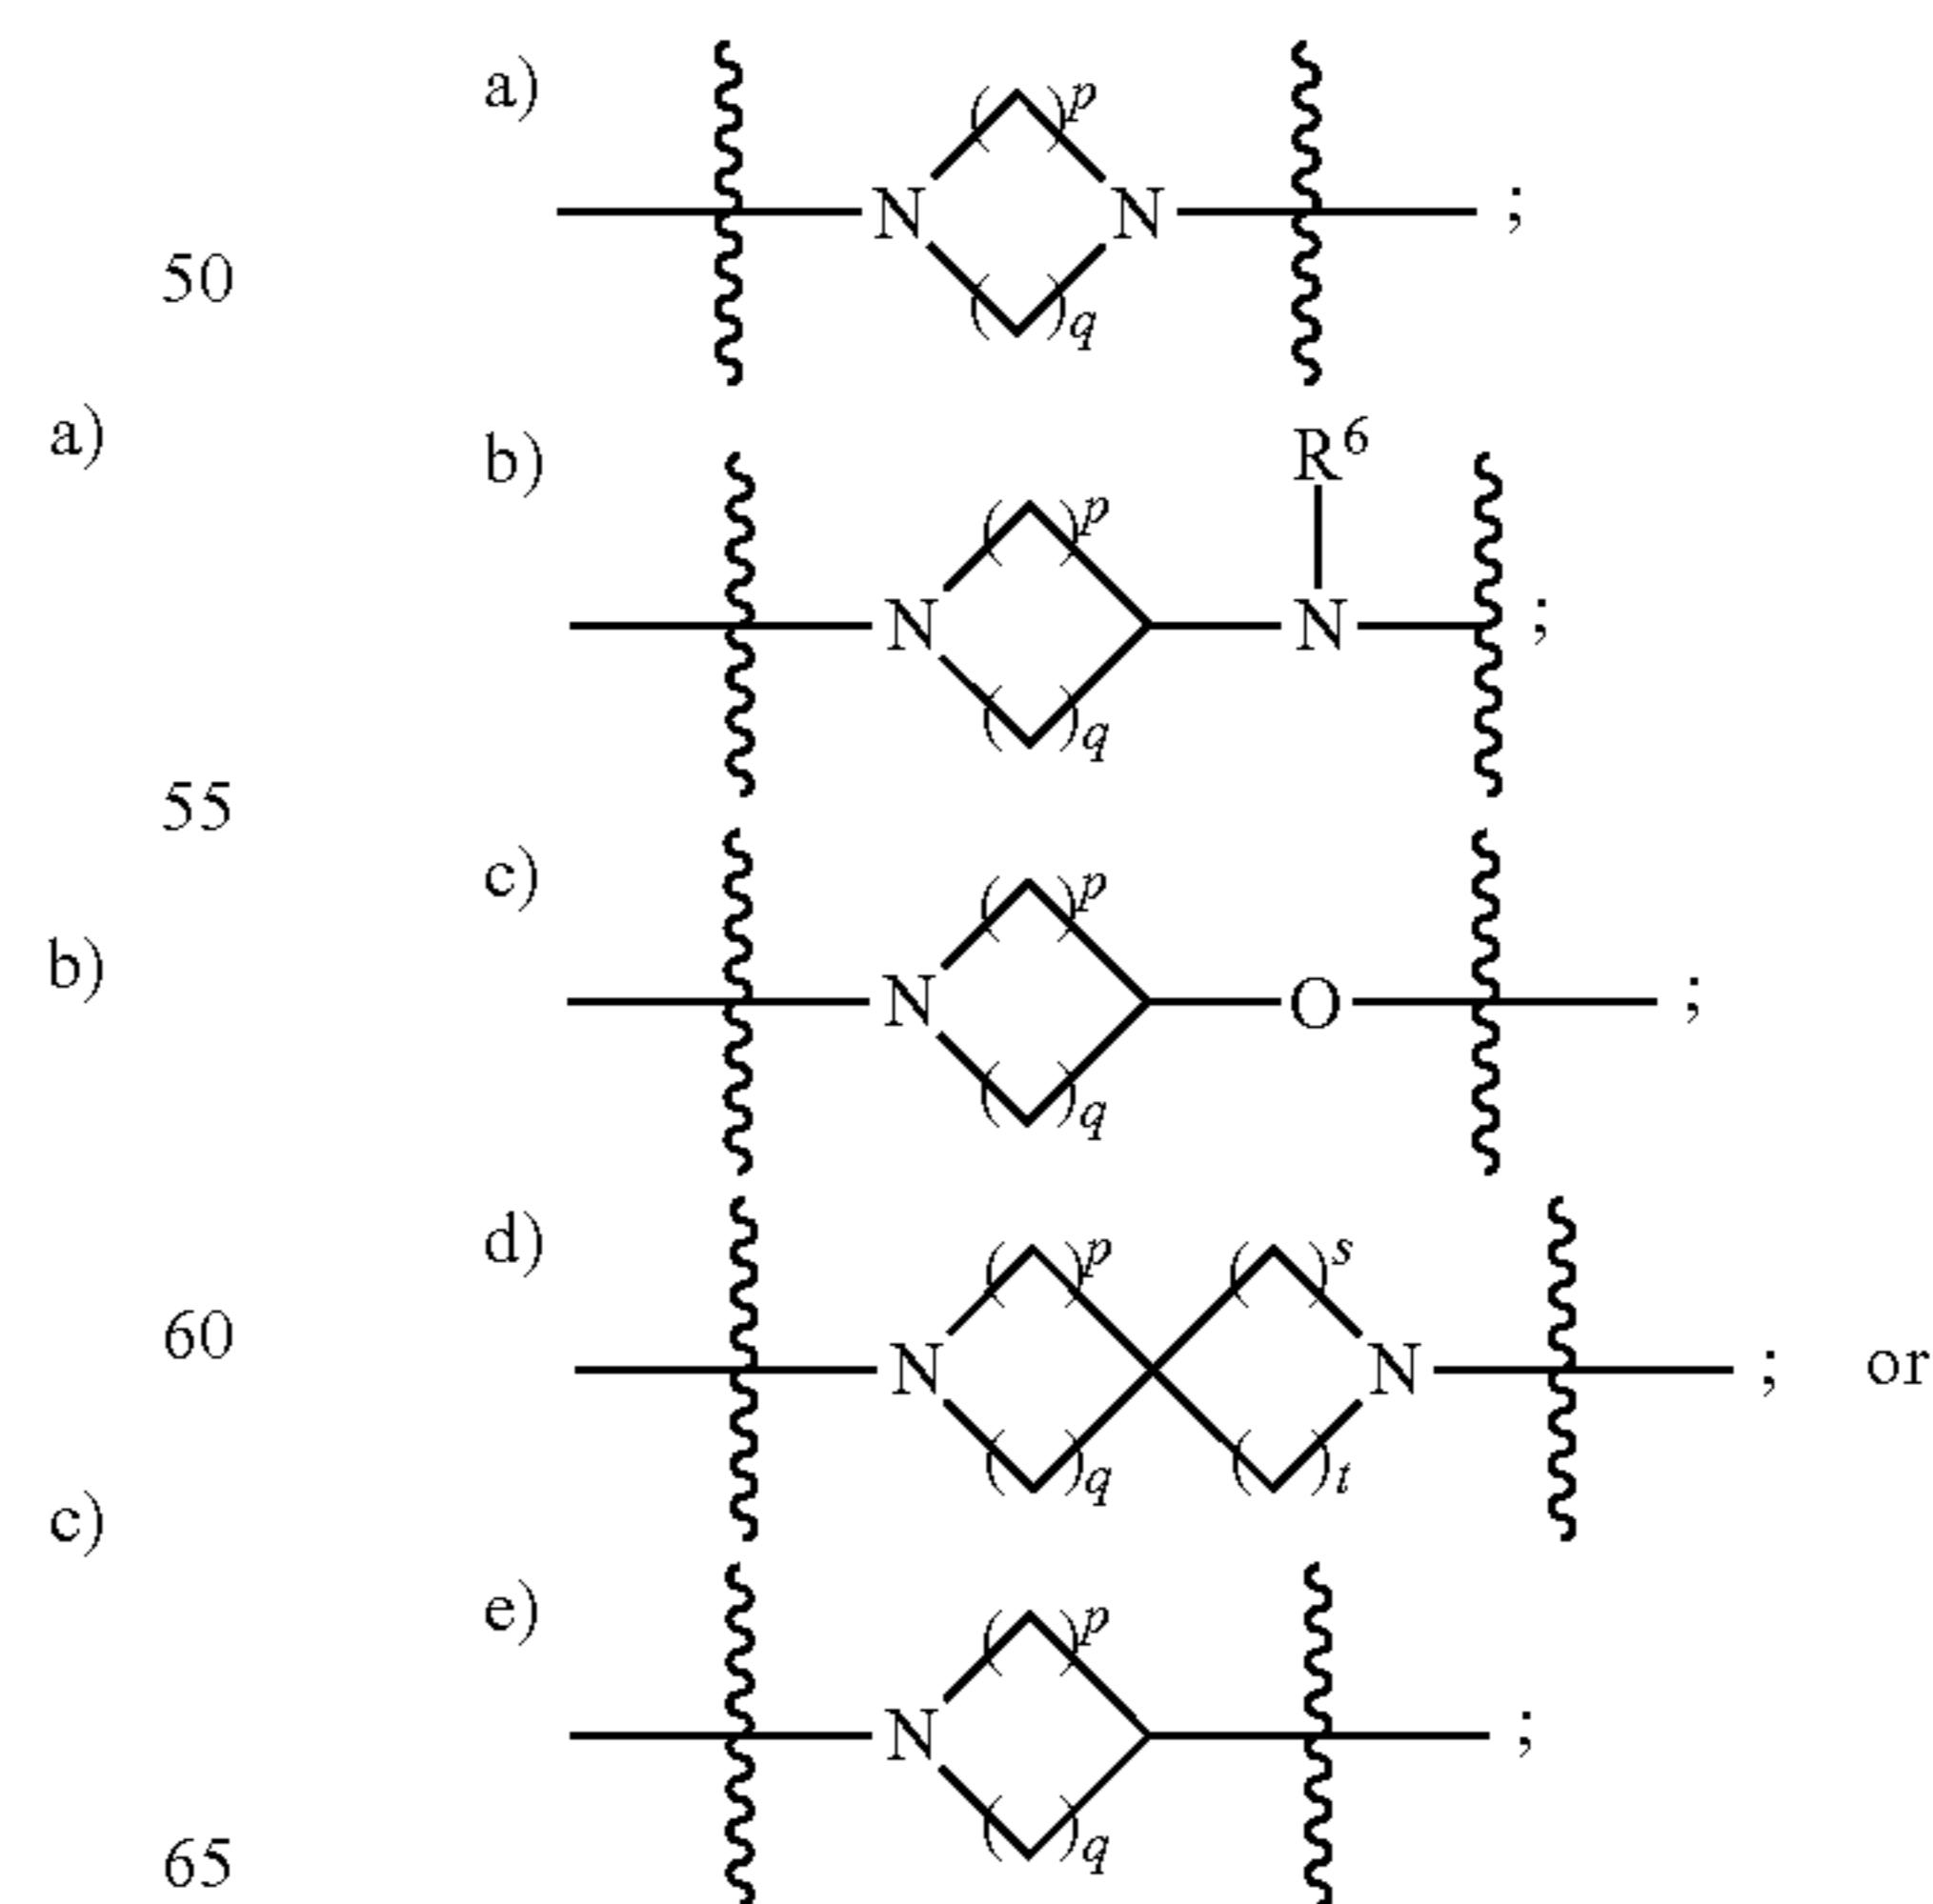 a)
p
N N ;
50
q
a)
b)
R⁶
p
N N ;
q
55
c)
p
b)
N O ;
q
d)
p s
60
N N ; or
q t
c)
e)
p
N ;
q
65